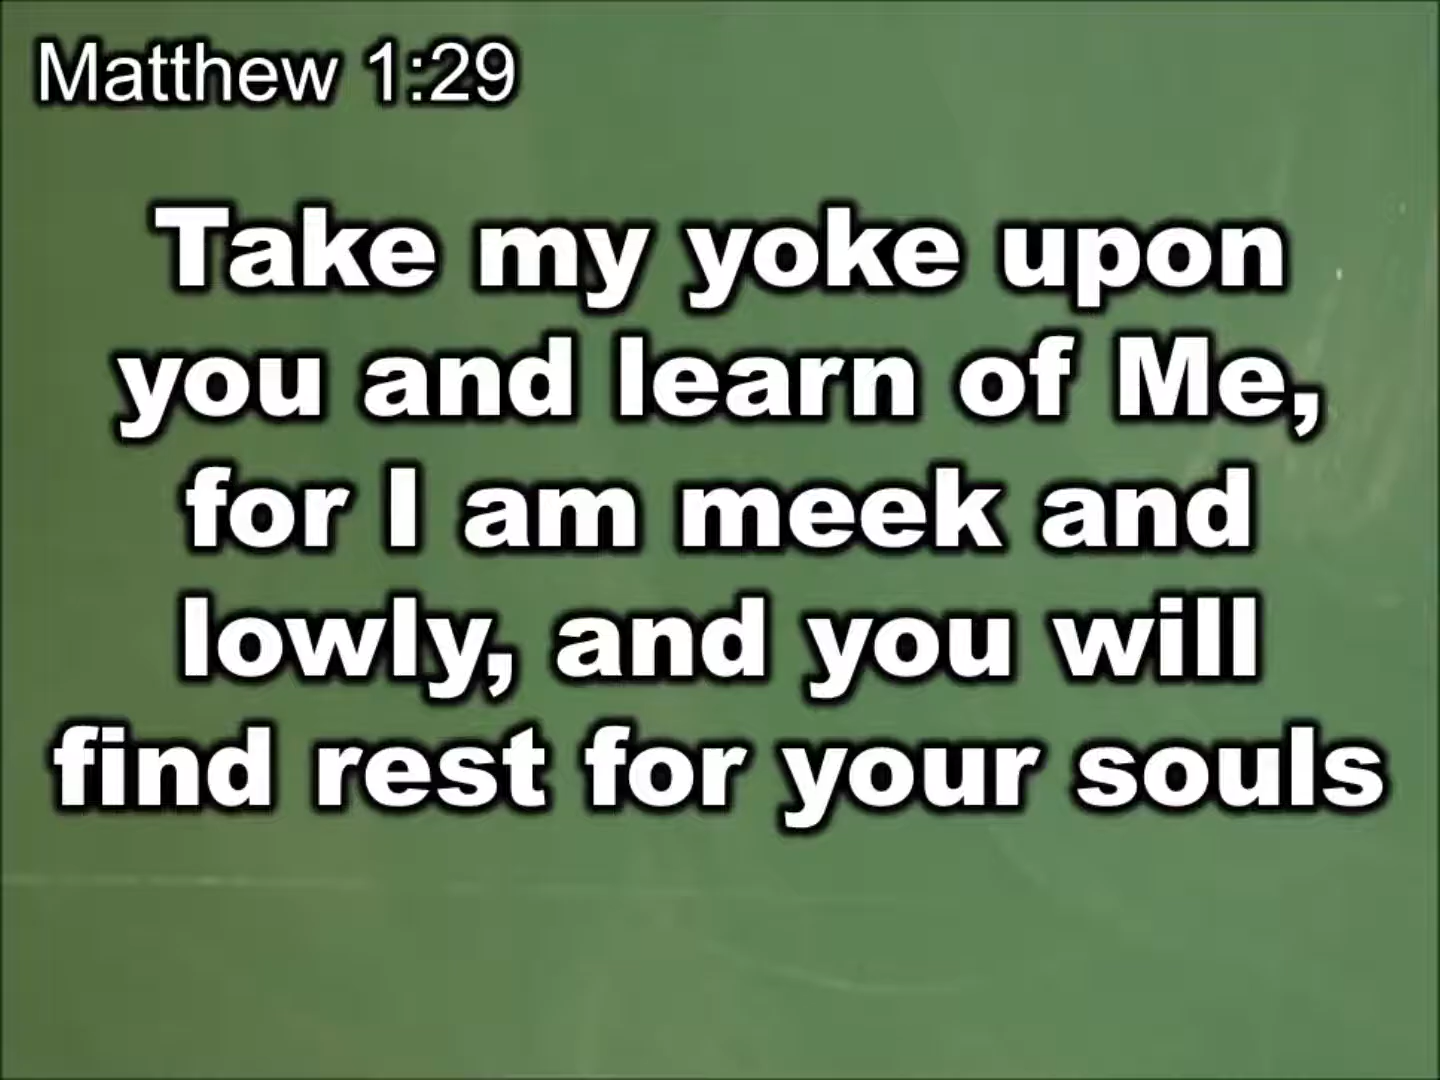 Matthew 1:29
Take my yoke upon
you and learn of Me,
for I am meek and
lowly, and you will
find rest for your souls